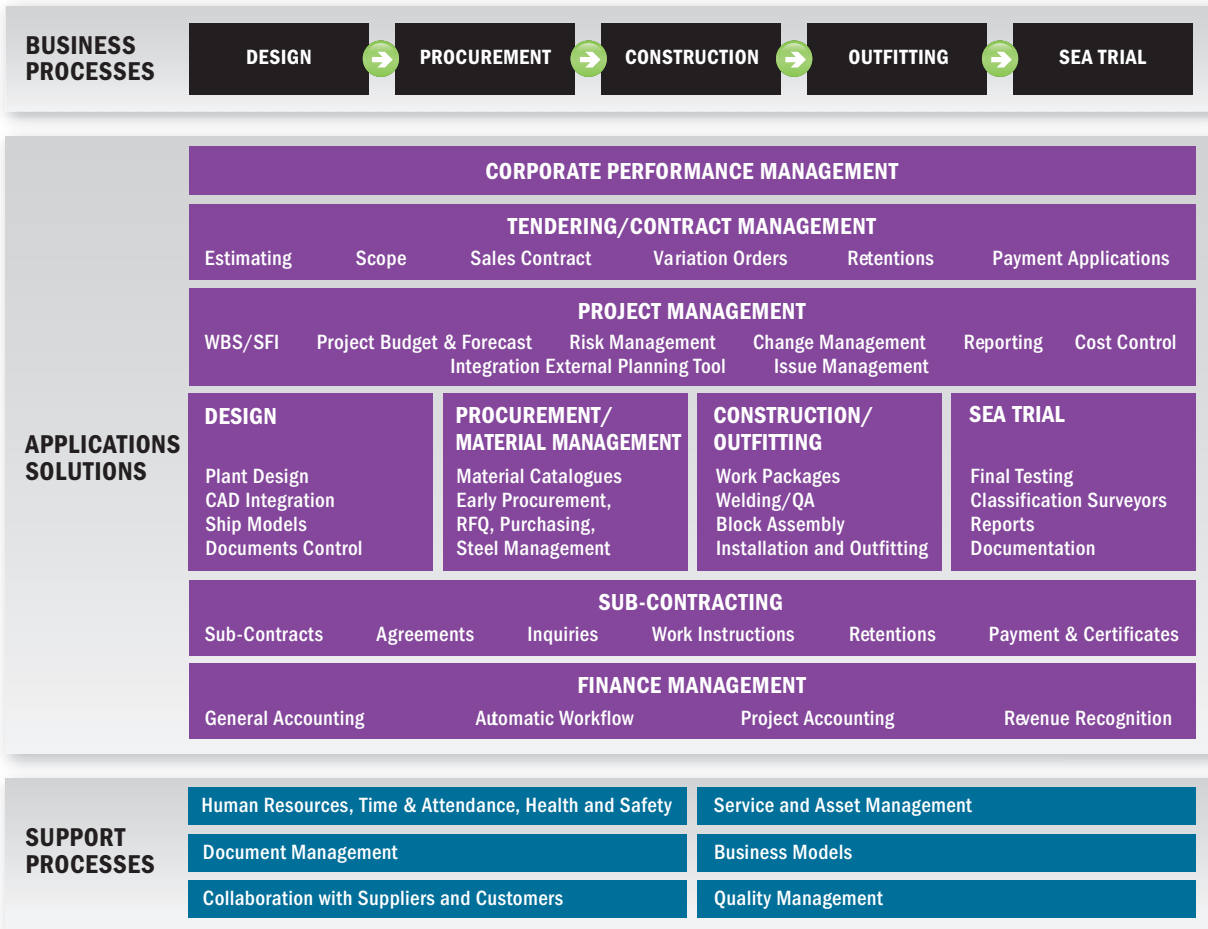 BUSINESS
PROCESSES
DESIGN
PROCUREMENT
CONSTRUCTION
OUTFITTING
SEA TRIAL
APPLICATIONS
SOLUTIONS
CORPORATE PERFORMANCE MANAGEMENT
TENDERING/CONTRACT MANAGEMENT
Estimating Scope Sales Contract Variation Orders Retentions Payment Applications
PROJECT MANAGEMENT
WBS/SFI Project Budget & Forecast Risk Management Change Management Reporting Cost Control
Integration External Planning Tool Issue Management
DESIGN
Plant Design
CAD Integration
Ship Models
Documents Control
PROCUREMENT/
MATERIAL MANAGEMENT
Material Catalogues
Early Procurement,
RFQ, Purchasing,
Steel Management
CONSTRUCTION/
OUTFITTING
Work Packages
Welding/QA
Block Assembly
Installation and Outfitting
SEA TRIAL
Final Testing
Classification Surveyors
Reports
Documentation
SUB-CONTRACTING
Sub-Contracts Agreements Inquiries Work Instructions Retentions Payment & Certificates
FINANCE MANAGEMENT
General Accounting Automatic Workflow Project Accounting Revenue Recognition
SUPPORT
PROCESSES
Human Resources, Time & Attendance, Health and Safety
Service and Asset Management
Document Management
Business Models
Collaboration with Suppliers and Customers
Quality Management